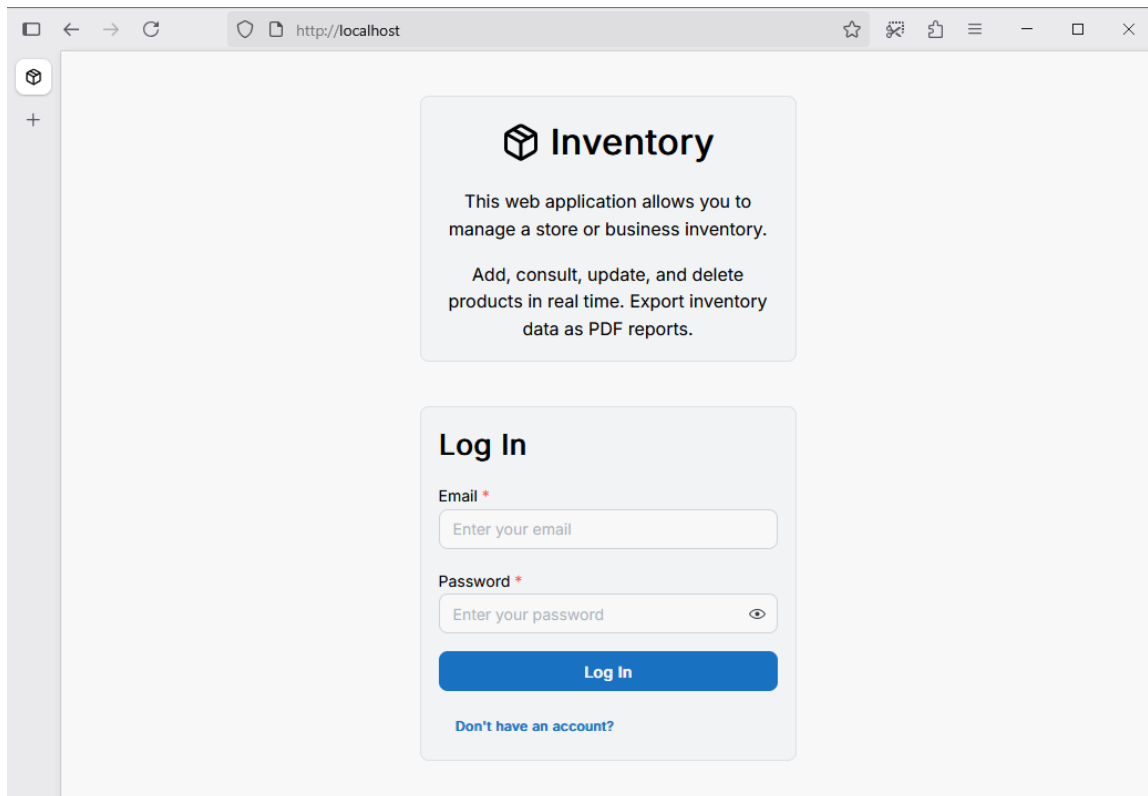 http://localhost
Inventory
This web application allows you to
manage a store or business inventory.
Add, consult, update, and delete
products in real time. Export inventory
data as PDF reports.
Log In
Email *
Enter your email
Password *
Enter your password
Log In
Don't have an account?